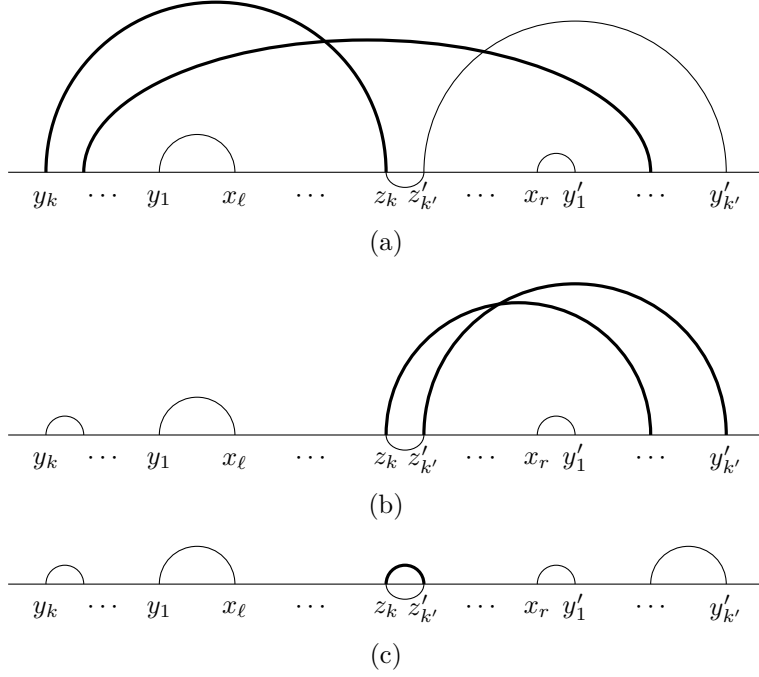 y_k ⋯ y_1 x_ℓ ⋯ z_k z'_{k'} ⋯ x_r y'_1 ⋯ y'_{k'}
(a)
y_k ⋯ y_1 x_ℓ ⋯ z_k z'_{k'} ⋯ x_r y'_1 ⋯ y'_{k'}
(b)
y_k ⋯ y_1 x_ℓ ⋯ z_k z'_{k'} ⋯ x_r y'_1 ⋯ y'_{k'}
(c)